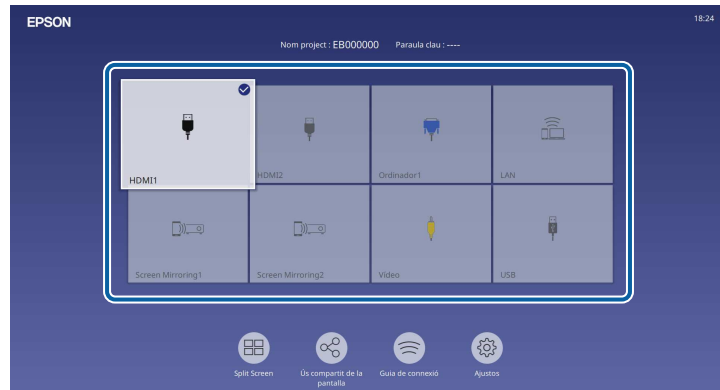 EPSON
18:24
Nom project : EB000000 Paraula clau : ----
HDMI1
HDMI2
Ordinador1
LAN
Screen Mirroring1
Screen Mirroring2
Vídeo
USB
Split Screen
Ús compartit de la
pantalla
Guia de connexió
Ajustos